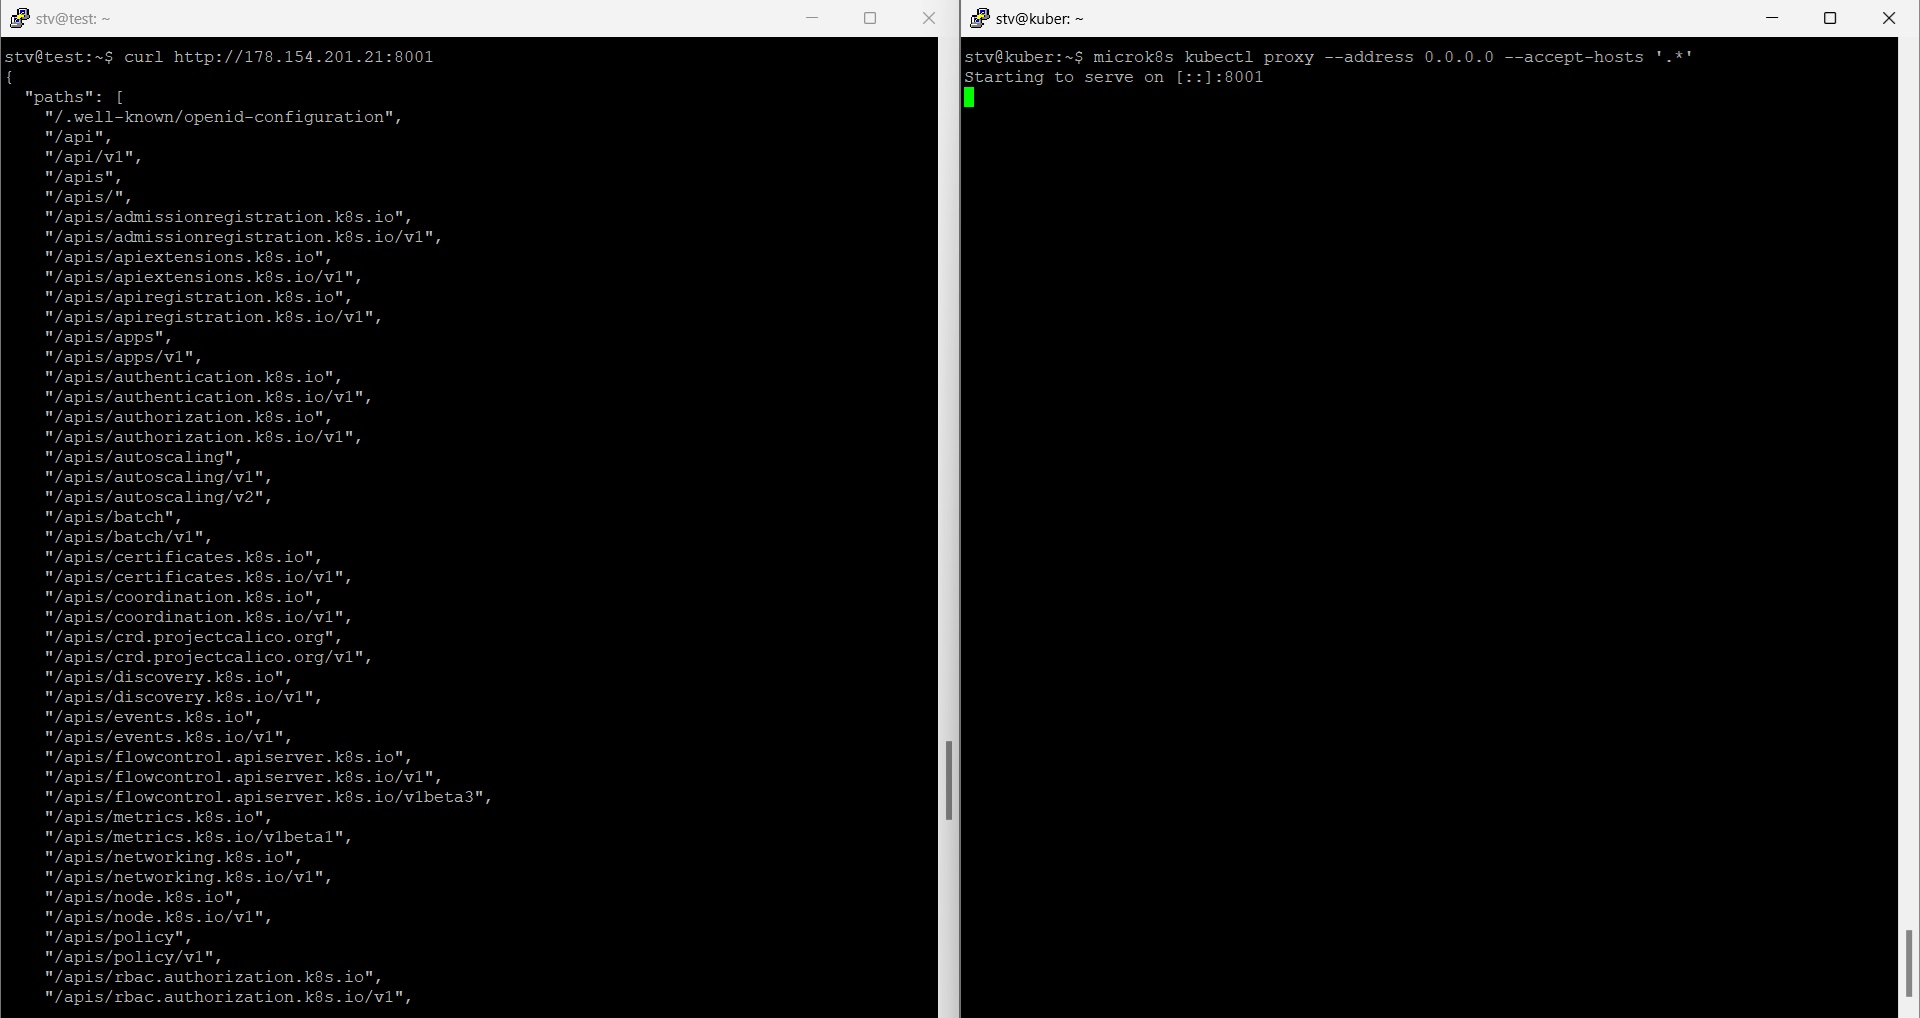 stv@test: ~
stv@test:~$ curl http://178.154.201.21:8001
{
  "paths": [
    "/.well-known/openid-configuration",
    "/api",
    "/api/v1",
    "/apis",
    "/apis/",
    "/apis/admissionregistration.k8s.io",
    "/apis/admissionregistration.k8s.io/v1",
    "/apis/apiextensions.k8s.io",
    "/apis/apiextensions.k8s.io/v1",
    "/apis/apiregistration.k8s.io",
    "/apis/apiregistration.k8s.io/v1",
    "/apis/apps",
    "/apis/apps/v1",
    "/apis/authentication.k8s.io",
    "/apis/authentication.k8s.io/v1",
    "/apis/authorization.k8s.io",
    "/apis/authorization.k8s.io/v1",
    "/apis/autoscaling",
    "/apis/autoscaling/v1",
    "/apis/autoscaling/v2",
    "/apis/batch",
    "/apis/batch/v1",
    "/apis/certificates.k8s.io",
    "/apis/certificates.k8s.io/v1",
    "/apis/coordination.k8s.io",
    "/apis/coordination.k8s.io/v1",
    "/apis/crd.projectcalico.org",
    "/apis/crd.projectcalico.org/v1",
    "/apis/discovery.k8s.io",
    "/apis/discovery.k8s.io/v1",
    "/apis/events.k8s.io",
    "/apis/events.k8s.io/v1",
    "/apis/flowcontrol.apiserver.k8s.io",
    "/apis/flowcontrol.apiserver.k8s.io/v1",
    "/apis/flowcontrol.apiserver.k8s.io/v1beta3",
    "/apis/metrics.k8s.io",
    "/apis/metrics.k8s.io/v1beta1",
    "/apis/networking.k8s.io",
    "/apis/networking.k8s.io/v1",
    "/apis/node.k8s.io",
    "/apis/node.k8s.io/v1",
    "/apis/policy",
    "/apis/policy/v1",
    "/apis/rbac.authorization.k8s.io",
    "/apis/rbac.authorization.k8s.io/v1",
stv@kuber: ~
stv@kuber:~$ microk8s kubectl proxy --address 0.0.0.0 --accept-hosts '.*'
Starting to serve on [::]:8001